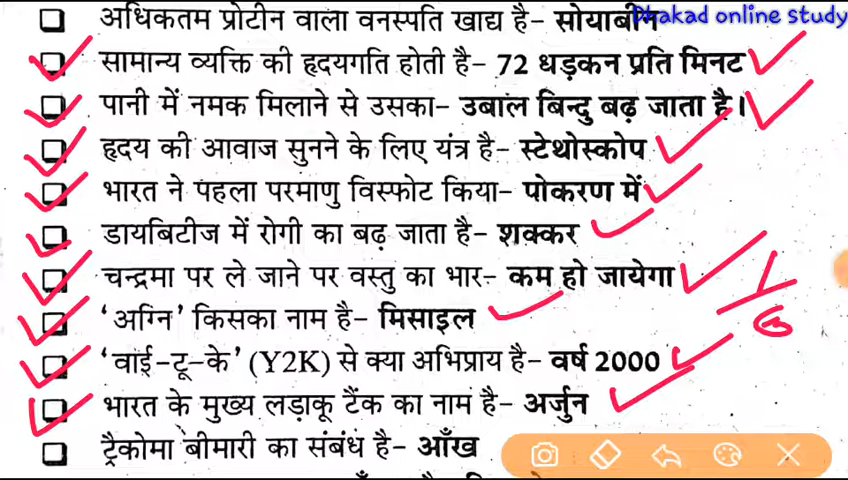 अधिकतम प्रोटीन वाला वनस्पति खाद्य है- सोयाबीन
Dhakad online study
सामान्य व्यक्ति की हृदयगति होती है- 72 धड़कन प्रति मिनट
पानी में नमक मिलाने से उसका- उबाल बिन्दु बढ़ जाता है।
हृदय की आवाज सुनने के लिए यंत्र है- स्टेथोस्कोप
भारत ने पहला परमाणु विस्फोट किया- पोकरण में
डायबिटीज में रोगी का बढ़ जाता है- शक्कर
चन्द्रमा पर ले जाने पर वस्तु का भार- कम हो जायेगा
1/6
‘अग्नि’ किसका नाम है- मिसाइल
‘वाई-टू-के’ (Y2K) से क्या अभिप्राय है- वर्ष 2000
भारत के मुख्य लड़ाकू टैंक का नाम है- अर्जुन
ट्रैकोमा बीमारी का संबंध है- आँख